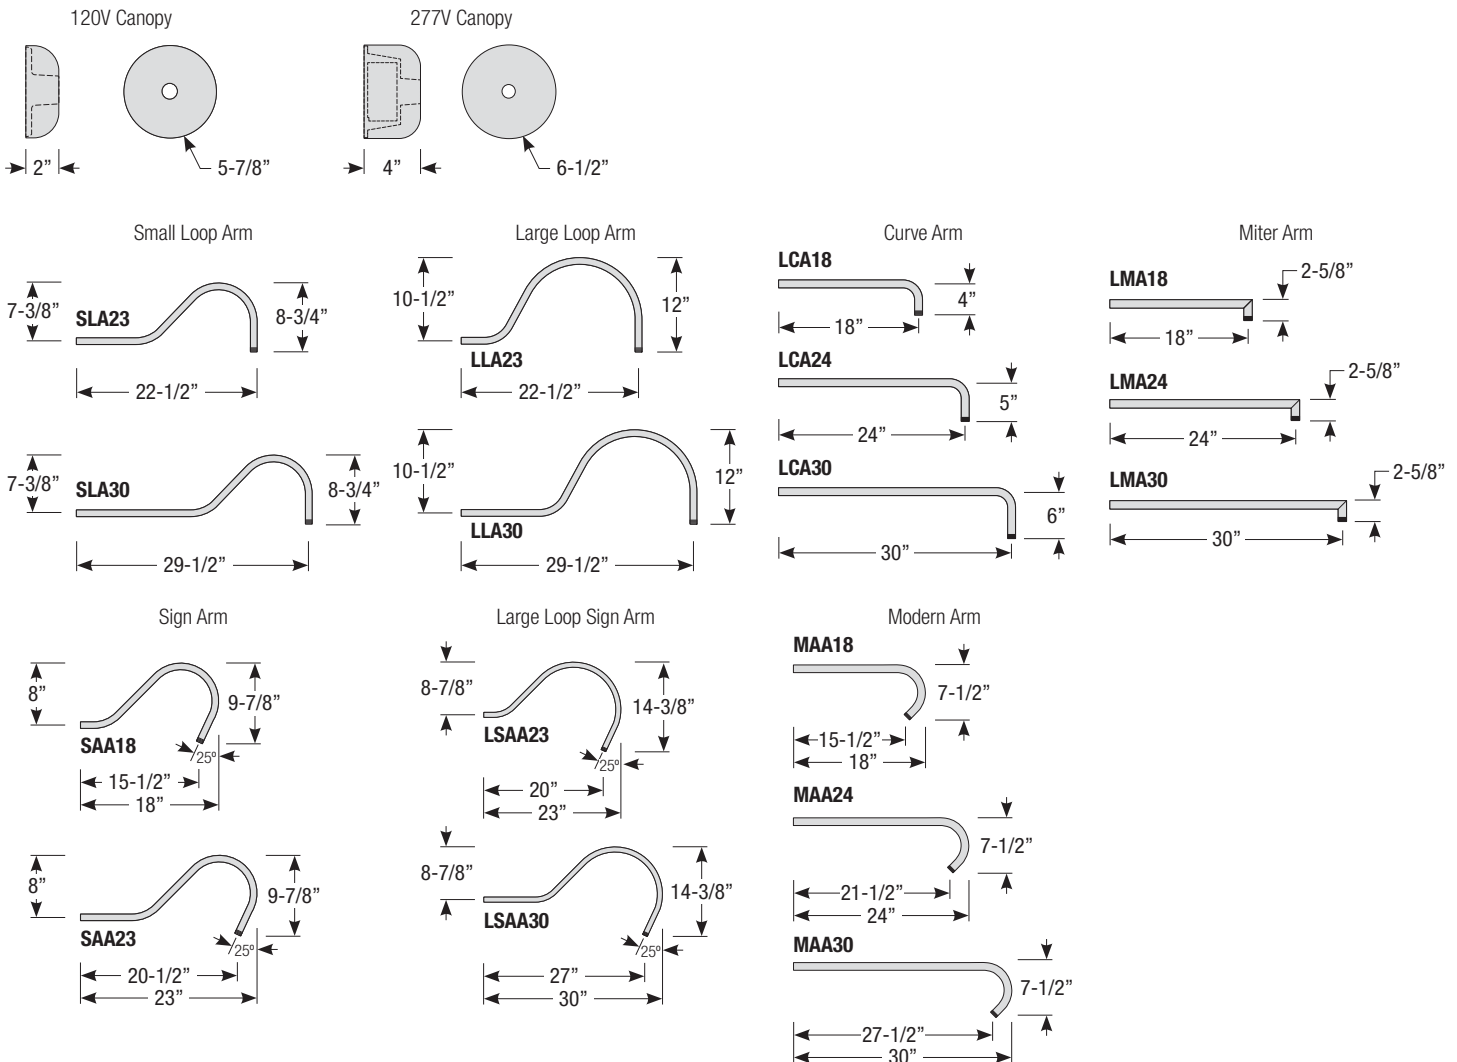 120V Canopy
277V Canopy
2”
5-7/8”
4”
6-1/2”
Small Loop Arm
Large Loop Arm
Curve Arm
Miter Arm
7-3/8”
SLA23
8-3/4”
22-1/2”
10-1/2”
LLA23
12”
22-1/2”
LCA18
4”
18”
LMA18
2-5/8”
18”
LCA24
5”
24”
LMA24
2-5/8”
24”
7-3/8”
SLA30
8-3/4”
29-1/2”
10-1/2”
LLA30
12”
29-1/2”
LCA30
6”
30”
LMA30
2-5/8”
30”
Sign Arm
Large Loop Sign Arm
Modern Arm
8”
SAA18
9-7/8”
25º
15-1/2”
18”
8-7/8”
LSAA23
14-3/8”
25º
20”
23”
MAA18
7-1/2”
15-1/2”
18”
MAA24
7-1/2”
21-1/2”
24”
8”
SAA23
9-7/8”
25º
20-1/2”
23”
8-7/8”
LSAA30
14-3/8”
25º
27”
30”
MAA30
7-1/2”
27-1/2”
30”